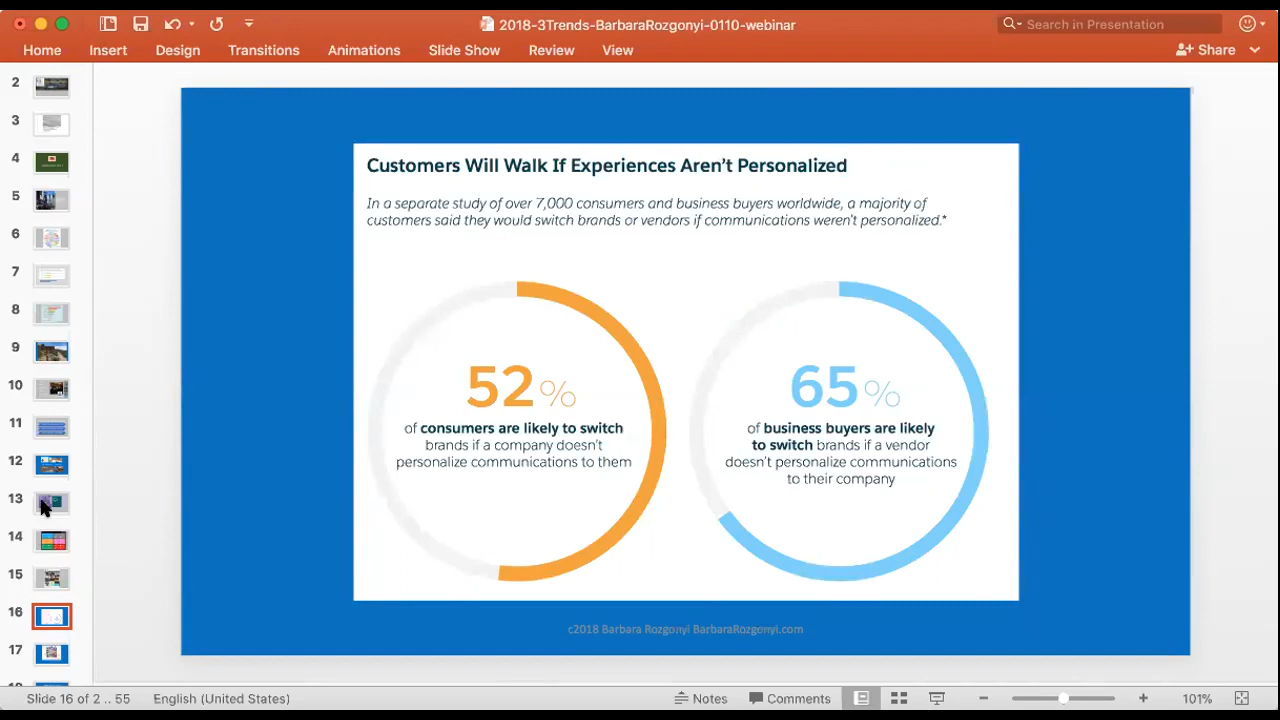 2018-3Trends-BarbaraRozgonyi-0110-webinar
Search in Presentation
Home Insert Design Transitions Animations Slide Show Review View Share
2
3
4
5
6
7
8
9
10
11
12
13
14
15
16
17
Customers Will Walk If Experiences Aren't Personalized
In a separate study of over 7,000 consumers and business buyers worldwide, a majority of
customers said they would switch brands or vendors if communications weren't personalized.*
52%
of consumers are likely to switch
brands if a company doesn't
personalize communications to them
65%
of business buyers are likely
to switch brands if a vendor
doesn't personalize communications
to their company
c2018 Barbara Rozgonyi BarbaraRozgonyi.com
Slide 16 of 2 .. 55 English (United States) Notes Comments 101%